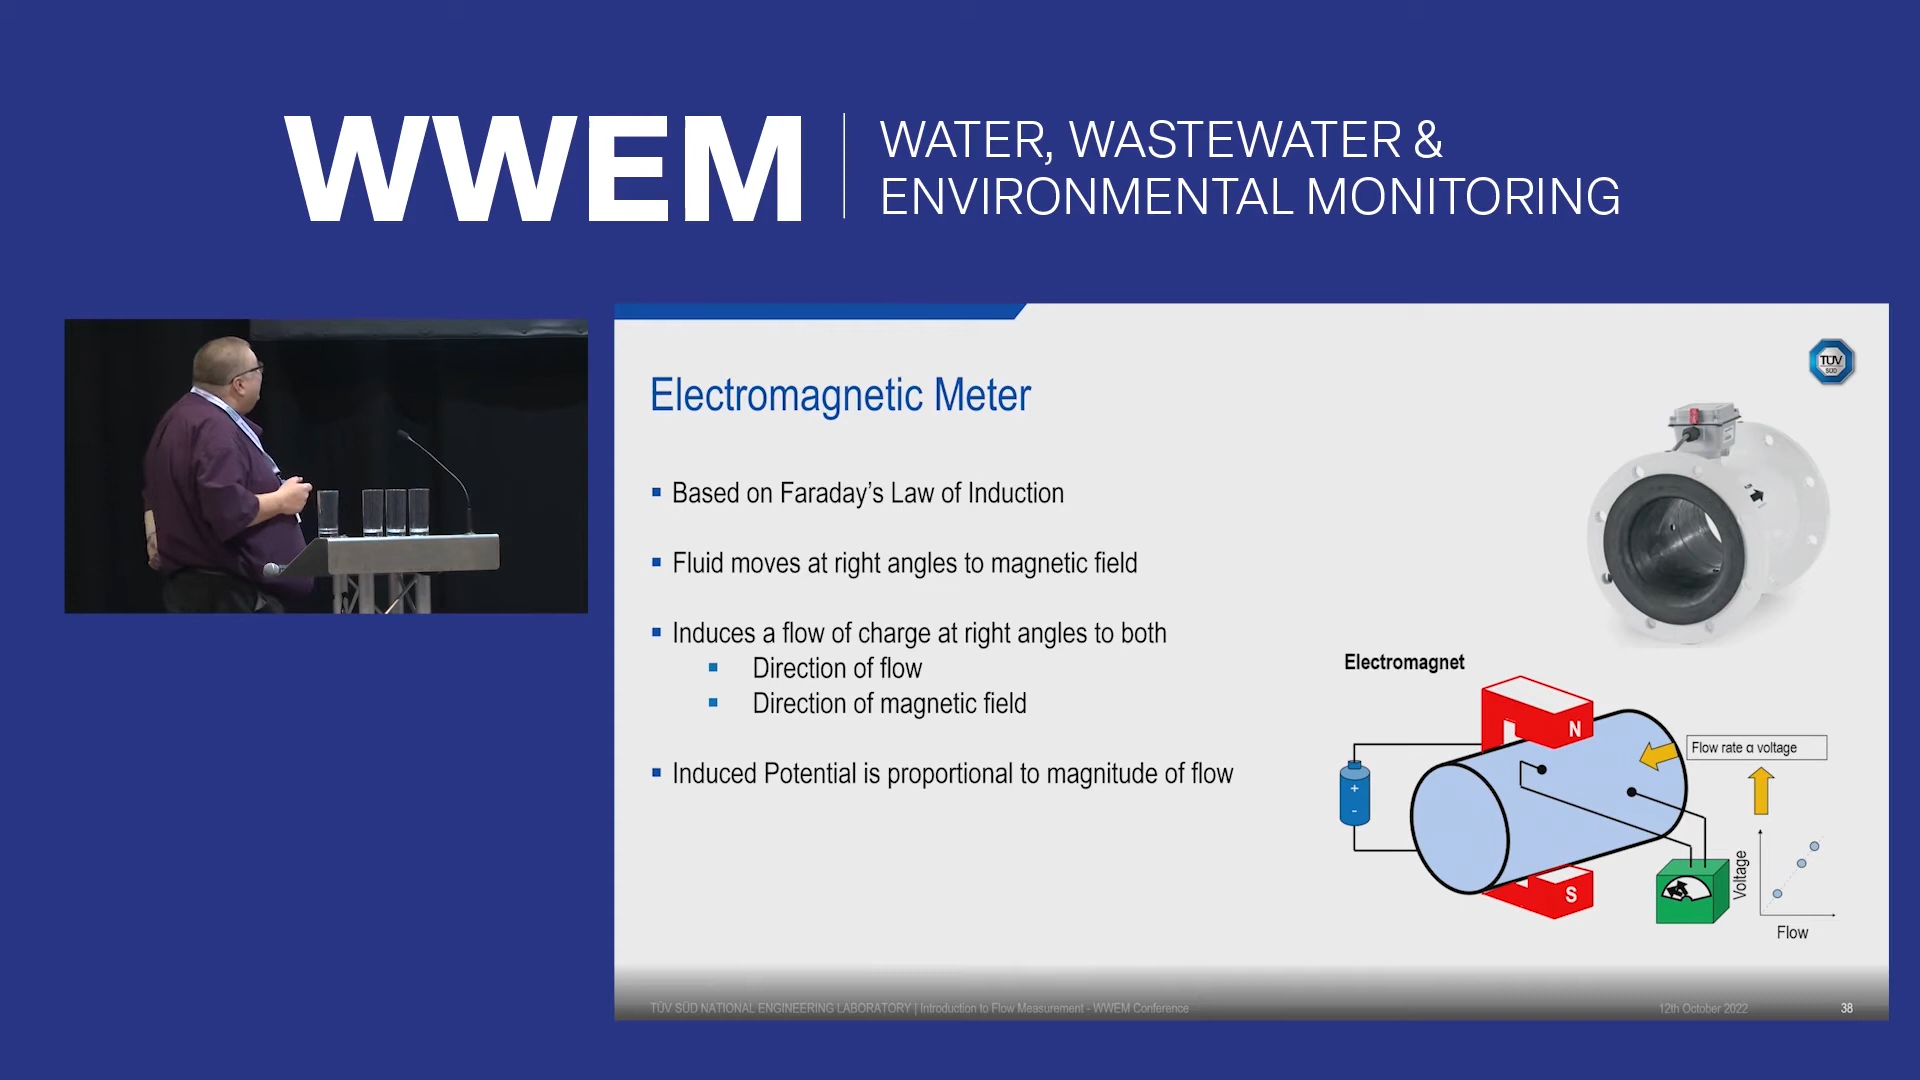 WWEM
WATER, WASTEWATER &
ENVIRONMENTAL MONITORING
TÜV
SÜD
Electromagnetic Meter
Based on Faraday’s Law of Induction
Fluid moves at right angles to magnetic field
Induces a flow of charge at right angles to both
Direction of flow
Direction of magnetic field
Induced Potential is proportional to magnitude of flow
Electromagnet
N
Flow rate α voltage
+
-
S
Voltage
Flow
TÜV SÜD NATIONAL ENGINEERING LABORATORY | Introduction to Flow Measurement - WWEM Conference
12th October 2022
38